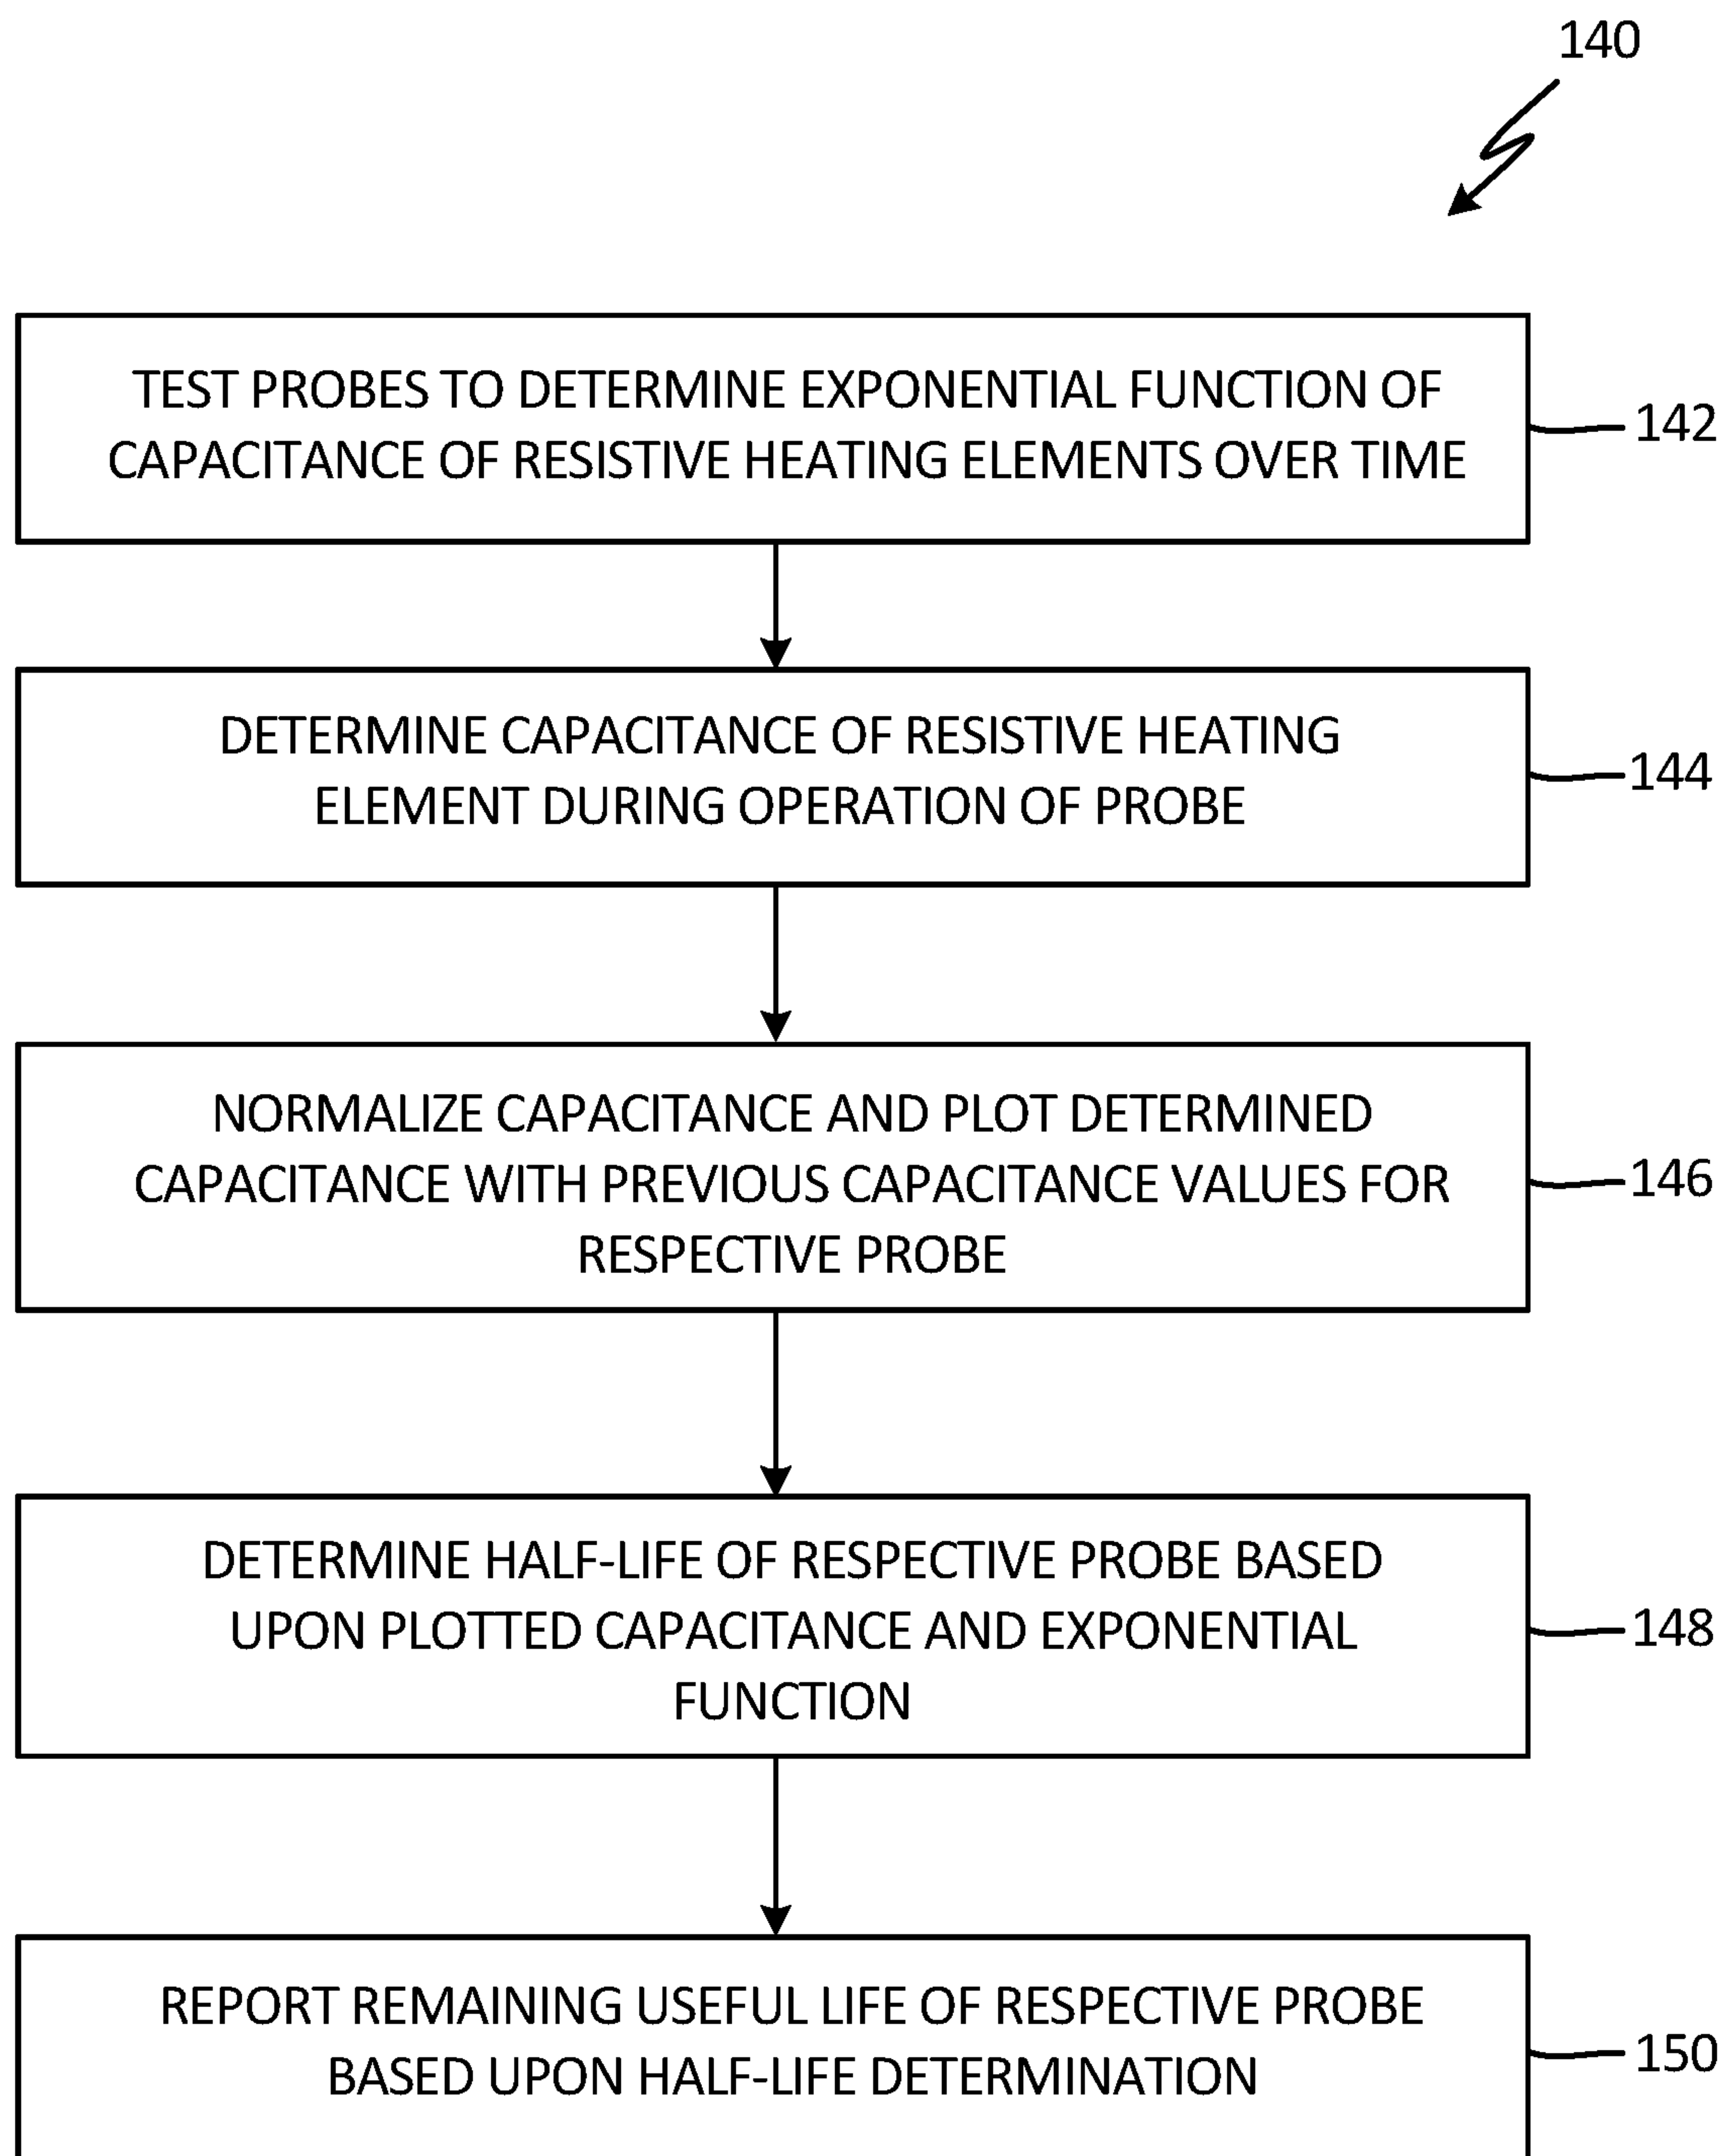 140
TEST PROBES TO DETERMINE EXPONENTIAL FUNCTION OF
CAPACITANCE OF RESISTIVE HEATING ELEMENTS OVER TIME
142
DETERMINE CAPACITANCE OF RESISTIVE HEATING
ELEMENT DURING OPERATION OF PROBE
144
NORMALIZE CAPACITANCE AND PLOT DETERMINED
CAPACITANCE WITH PREVIOUS CAPACITANCE VALUES FOR
RESPECTIVE PROBE
146
DETERMINE HALF-LIFE OF RESPECTIVE PROBE BASED
UPON PLOTTED CAPACITANCE AND EXPONENTIAL
FUNCTION
148
REPORT REMAINING USEFUL LIFE OF RESPECTIVE PROBE
BASED UPON HALF-LIFE DETERMINATION
150